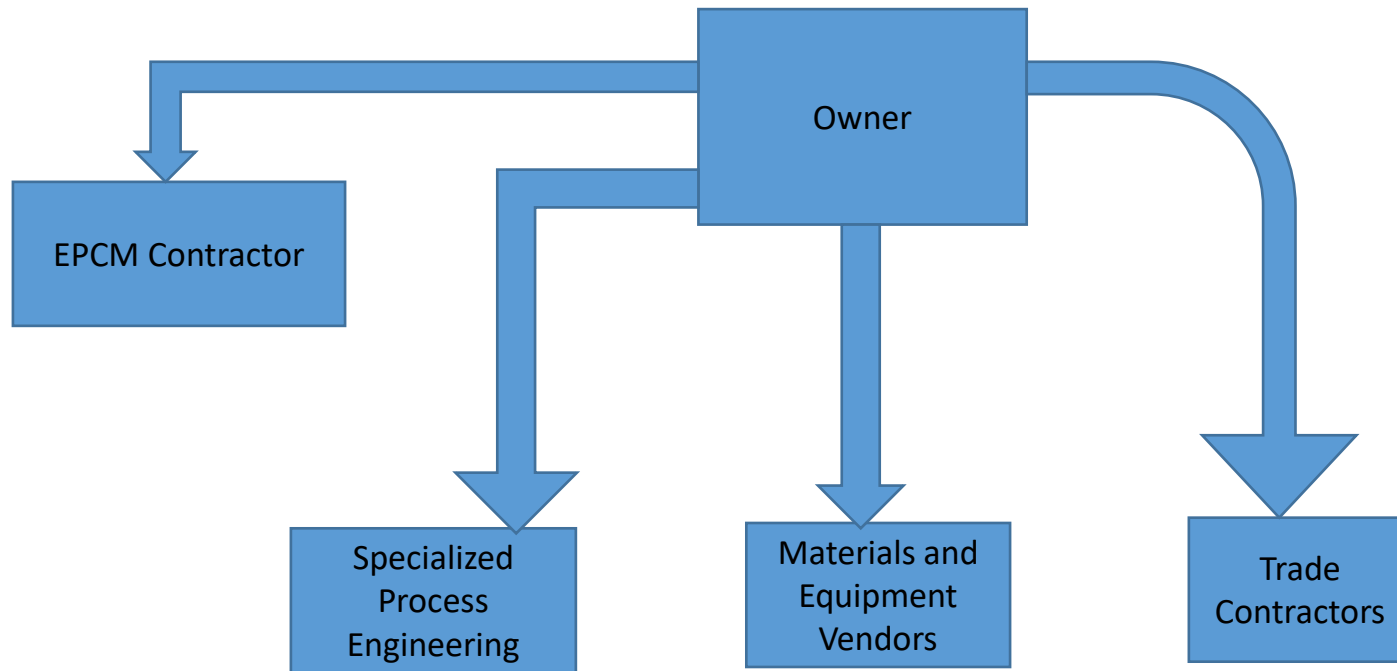 Owner
EPCM Contractor
Specialized
Process
Engineering
Materials and
Equipment
Vendors
Trade
Contractors